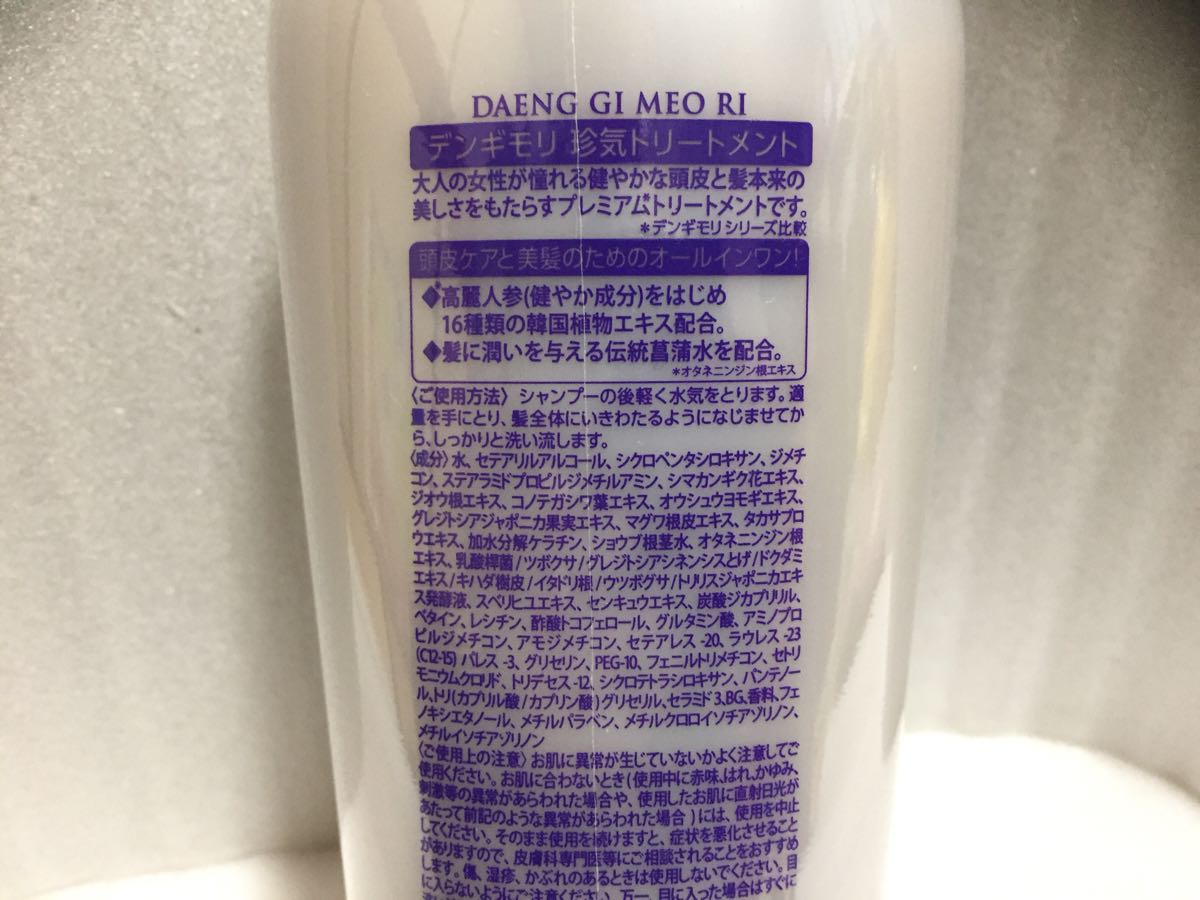 DAENG GI MEO RI
デンギモリ 珍気トリートメント
大人の女性が憧れる健やかな頭皮と髪本来の
美しさをもたらすプレミアム*トリートメントです。
*デンギモリ シリーズ比較
頭皮ケアと美髪のためのオールインワン!
◆*高麗人参(健やか成分)をはじめ
16種類の韓国植物エキス配合。
◆髪に潤いを与える伝統菖蒲水を配合。
*オタネニンジン根エキス
〈ご使用方法〉 シャンプーの後軽く水気をとります。適
量を手にとり、髪全体にいきわたるようになじませてか
ら、しっかりと洗い流します。
〈成分〉水、セテアリルアルコール、シクロペンタシロキサン、ジメチ
コン、ステアラミドプロピルジメチルアミン、シマカンギク花エキス、
ジオウ根エキス、コノテガシワ葉エキス、オウシュウヨモギエキス、
グレジトシアジャポニカ果実エキス、マグワ根皮エキス、タカサブロ
ウエキス、加水分解ケラチン、ショウブ根茎水、オタネニンジン根
エキス、乳酸桿菌/ツボクサ/グレジトシアシネンシスとげ/ドクダミ
エキス/キハダ樹皮/イタドリ根/ウツボグサ/トリリスジャポニカエキ
ス発酵液、スベリヒユエキス、センキュウエキス、炭酸ジカプリリル、
ベタイン、レシチン、酢酸トコフェロール、グルタミン酸、アミノプロ
ピルジメチコン、アモジメチコン、セテアレス-20、ラウレス-23
(C12-15)パレス-3、グリセリン、PEG-10、フェニルトリメチコン、セトリ
モニウムクロリド、トリデセス-12、シクロテトラシロキサン、パンテノー
ル、トリ(カプリル酸/カプリン酸)グリセリル、セラミド3、BG、香料、フェ
ノキシエタノール、メチルパラベン、メチルクロロイソチアゾリノン、
メチルイソチアゾリノン
〈ご使用上の注意〉お肌に異常が生じていないかよく注意してご
使用ください。お肌に合わないとき(使用中に赤味、はれ、かゆみ、
刺激等の異常があらわれた場合や、使用したお肌に直射日光が
あたって前記のような異常があらわれた場合)には、使用を中止
してください。そのまま使用を続けますと、症状を悪化させること
がありますので、皮膚科専門医等にご相談されることをおすすめ
します。傷、湿疹、かぶれのあるときは使用しないでください。目
に入らないようにご注意ください。万一、目に入った場合はすぐに